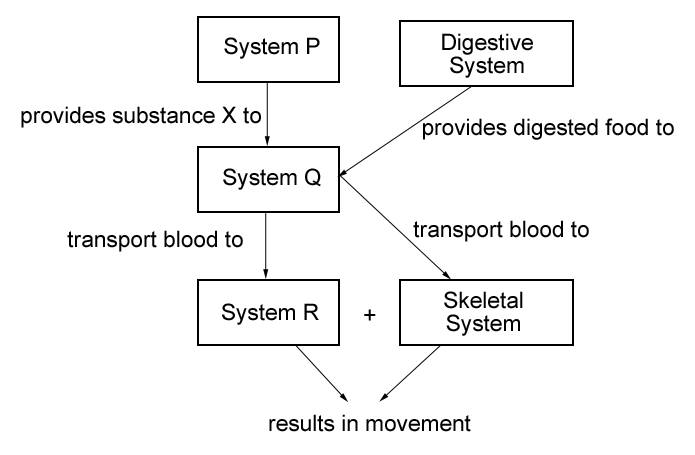 System P
Digestive
System
provides substance X to
provides digested food to
System Q
transport blood to
transport blood to
System R
+
Skeletal
System
results in movement